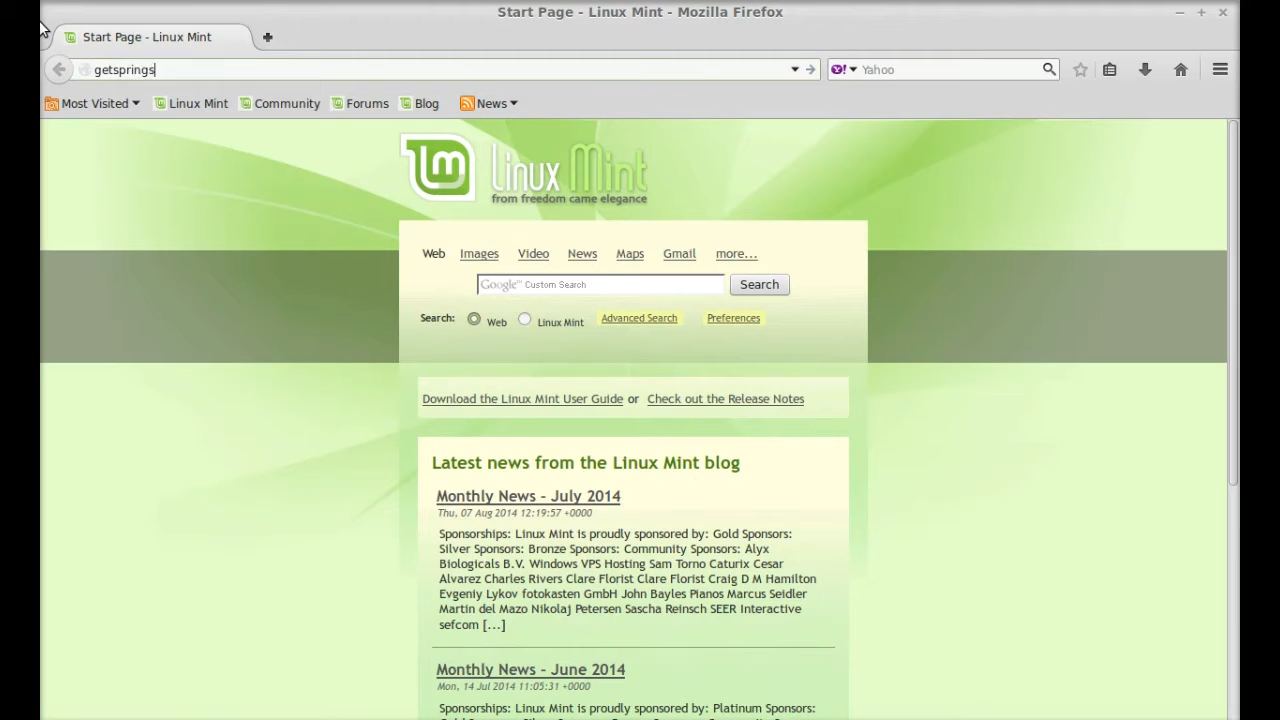 Start Page - Linux Mint - Mozilla Firefox
Start Page - Linux Mint
getsprings
Y! Yahoo
Most Visited Linux Mint Community Forums Blog News
Linux Mint
from freedom came elegance
Web Images Video News Maps Gmail more...
Google™ Custom Search Search
Search: Web Linux Mint Advanced Search Preferences
Download the Linux Mint User Guide or Check out the Release Notes
Latest news from the Linux Mint blog
Monthly News – July 2014
Thu, 07 Aug 2014 12:19:57 +0000
Sponsorships: Linux Mint is proudly sponsored by: Gold Sponsors:
Silver Sponsors: Bronze Sponsors: Community Sponsors: Alyx
Biologicals B.V. Windows VPS Hosting Sam Torno Caturix Cesar
Alvarez Charles Rivers Clare Florist Clare Florist Craig D M Hamilton
Evgeniy Lykov fotokasten GmbH John Bayles Pianos Marcus Seidler
Martin del Mazo Nikolaj Petersen Sascha Reinsch SEER Interactive
sefcom [...]
Monthly News – June 2014
Mon, 14 Jul 2014 11:05:31 +0000
Sponsorships: Linux Mint is proudly sponsored by: Platinum Sponsors: